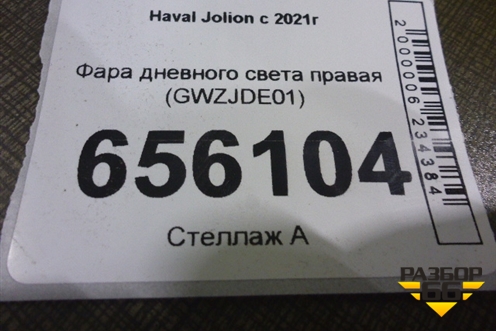 Haval Jolion с 2021г
Фара дневного света правая
(GWZJDE01)
656104
Стеллаж А
2000006234384
РАЗБОР
66